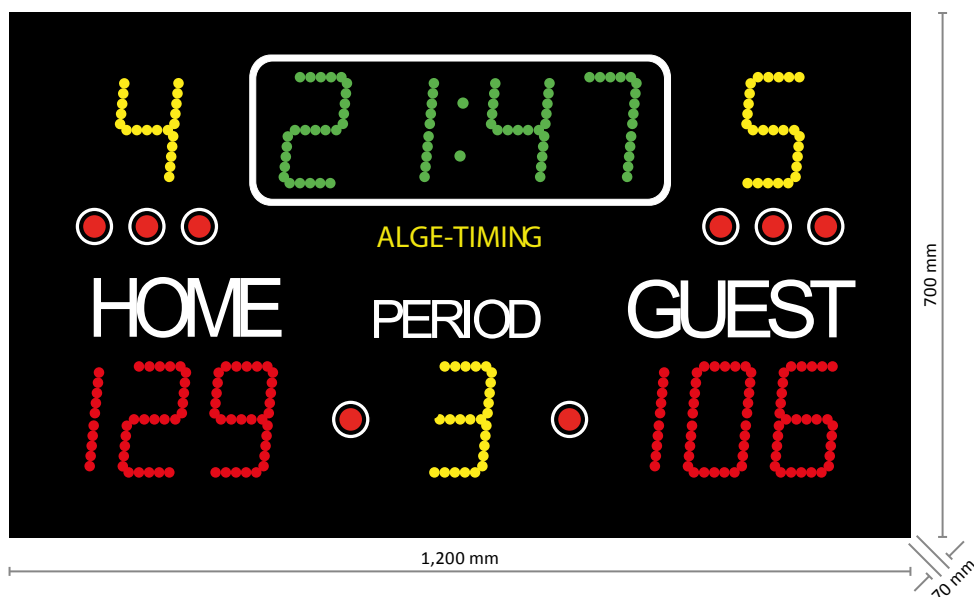 4 21:47 5
ALGE-TIMING
HOME PERIOD GUEST
129 3 106
700 mm
1,200 mm
70 mm